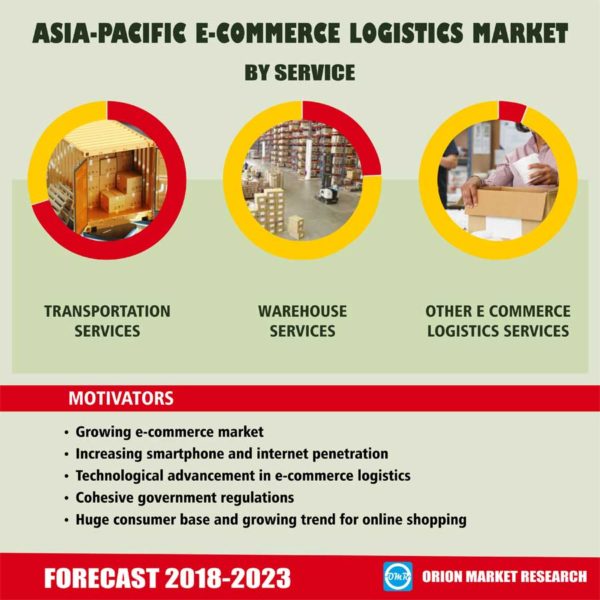 ASIA-PACIFIC E-COMMERCE LOGISTICS MARKET
BY SERVICE
TRANSPORTATION
SERVICES
WAREHOUSE
SERVICES
OTHER E COMMERCE
LOGISTICS SERVICES
MOTIVATORS
• Growing e-commerce market
• Increasing smartphone and internet penetration
• Technological advancement in e-commerce logistics
• Cohesive government regulations
• Huge consumer base and growing trend for online shopping
FORECAST 2018-2023
OMR
ORION MARKET RESEARCH